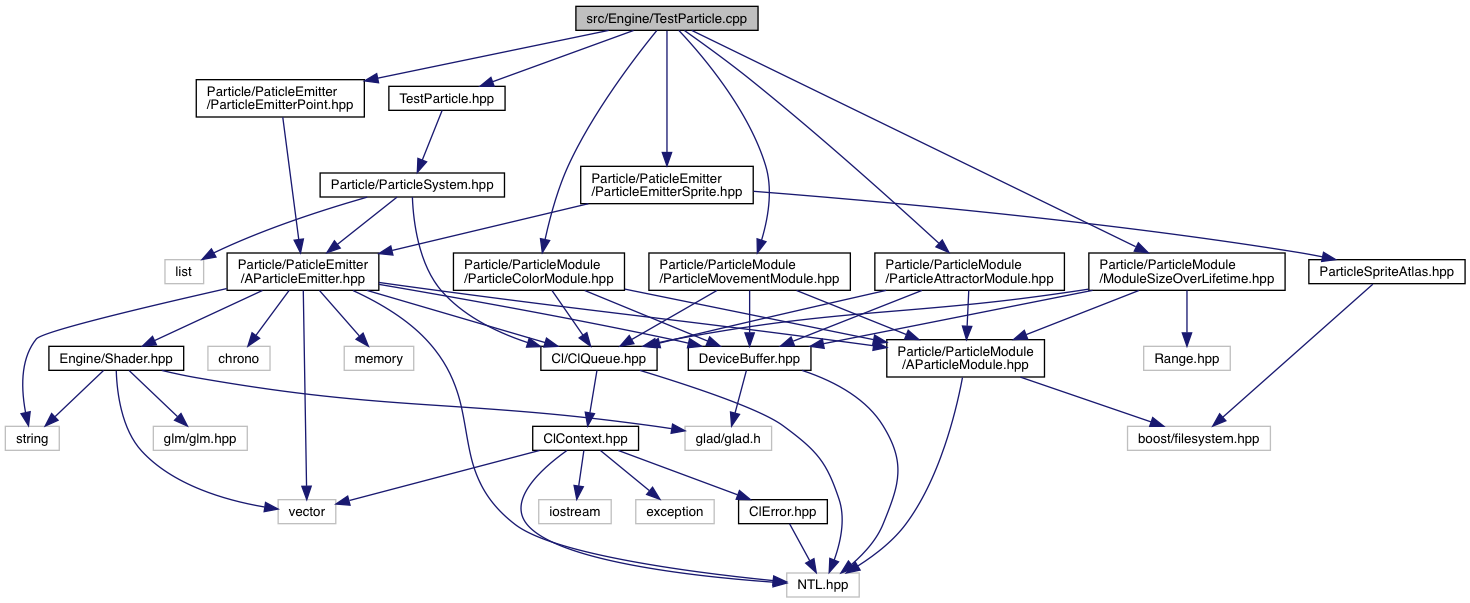 src/Engine/TestParticle.cpp
Particle/PaticleEmitter
/ParticleEmitterPoint.hpp
TestParticle.hpp
Particle/ParticleSystem.hpp
Particle/PaticleEmitter
/ParticleEmitterSprite.hpp
list
Particle/PaticleEmitter
/AParticleEmitter.hpp
Particle/ParticleModule
/ParticleColorModule.hpp
Particle/ParticleModule
/ParticleMovementModule.hpp
Particle/ParticleModule
/ParticleAttractorModule.hpp
Particle/ParticleModule
/ModuleSizeOverLifetime.hpp
ParticleSpriteAtlas.hpp
Engine/Shader.hpp
chrono
memory
Cl/ClQueue.hpp
DeviceBuffer.hpp
Particle/ParticleModule
/AParticleModule.hpp
Range.hpp
string
glm/glm.hpp
ClContext.hpp
glad/glad.h
boost/filesystem.hpp
vector
iostream
exception
ClError.hpp
NTL.hpp